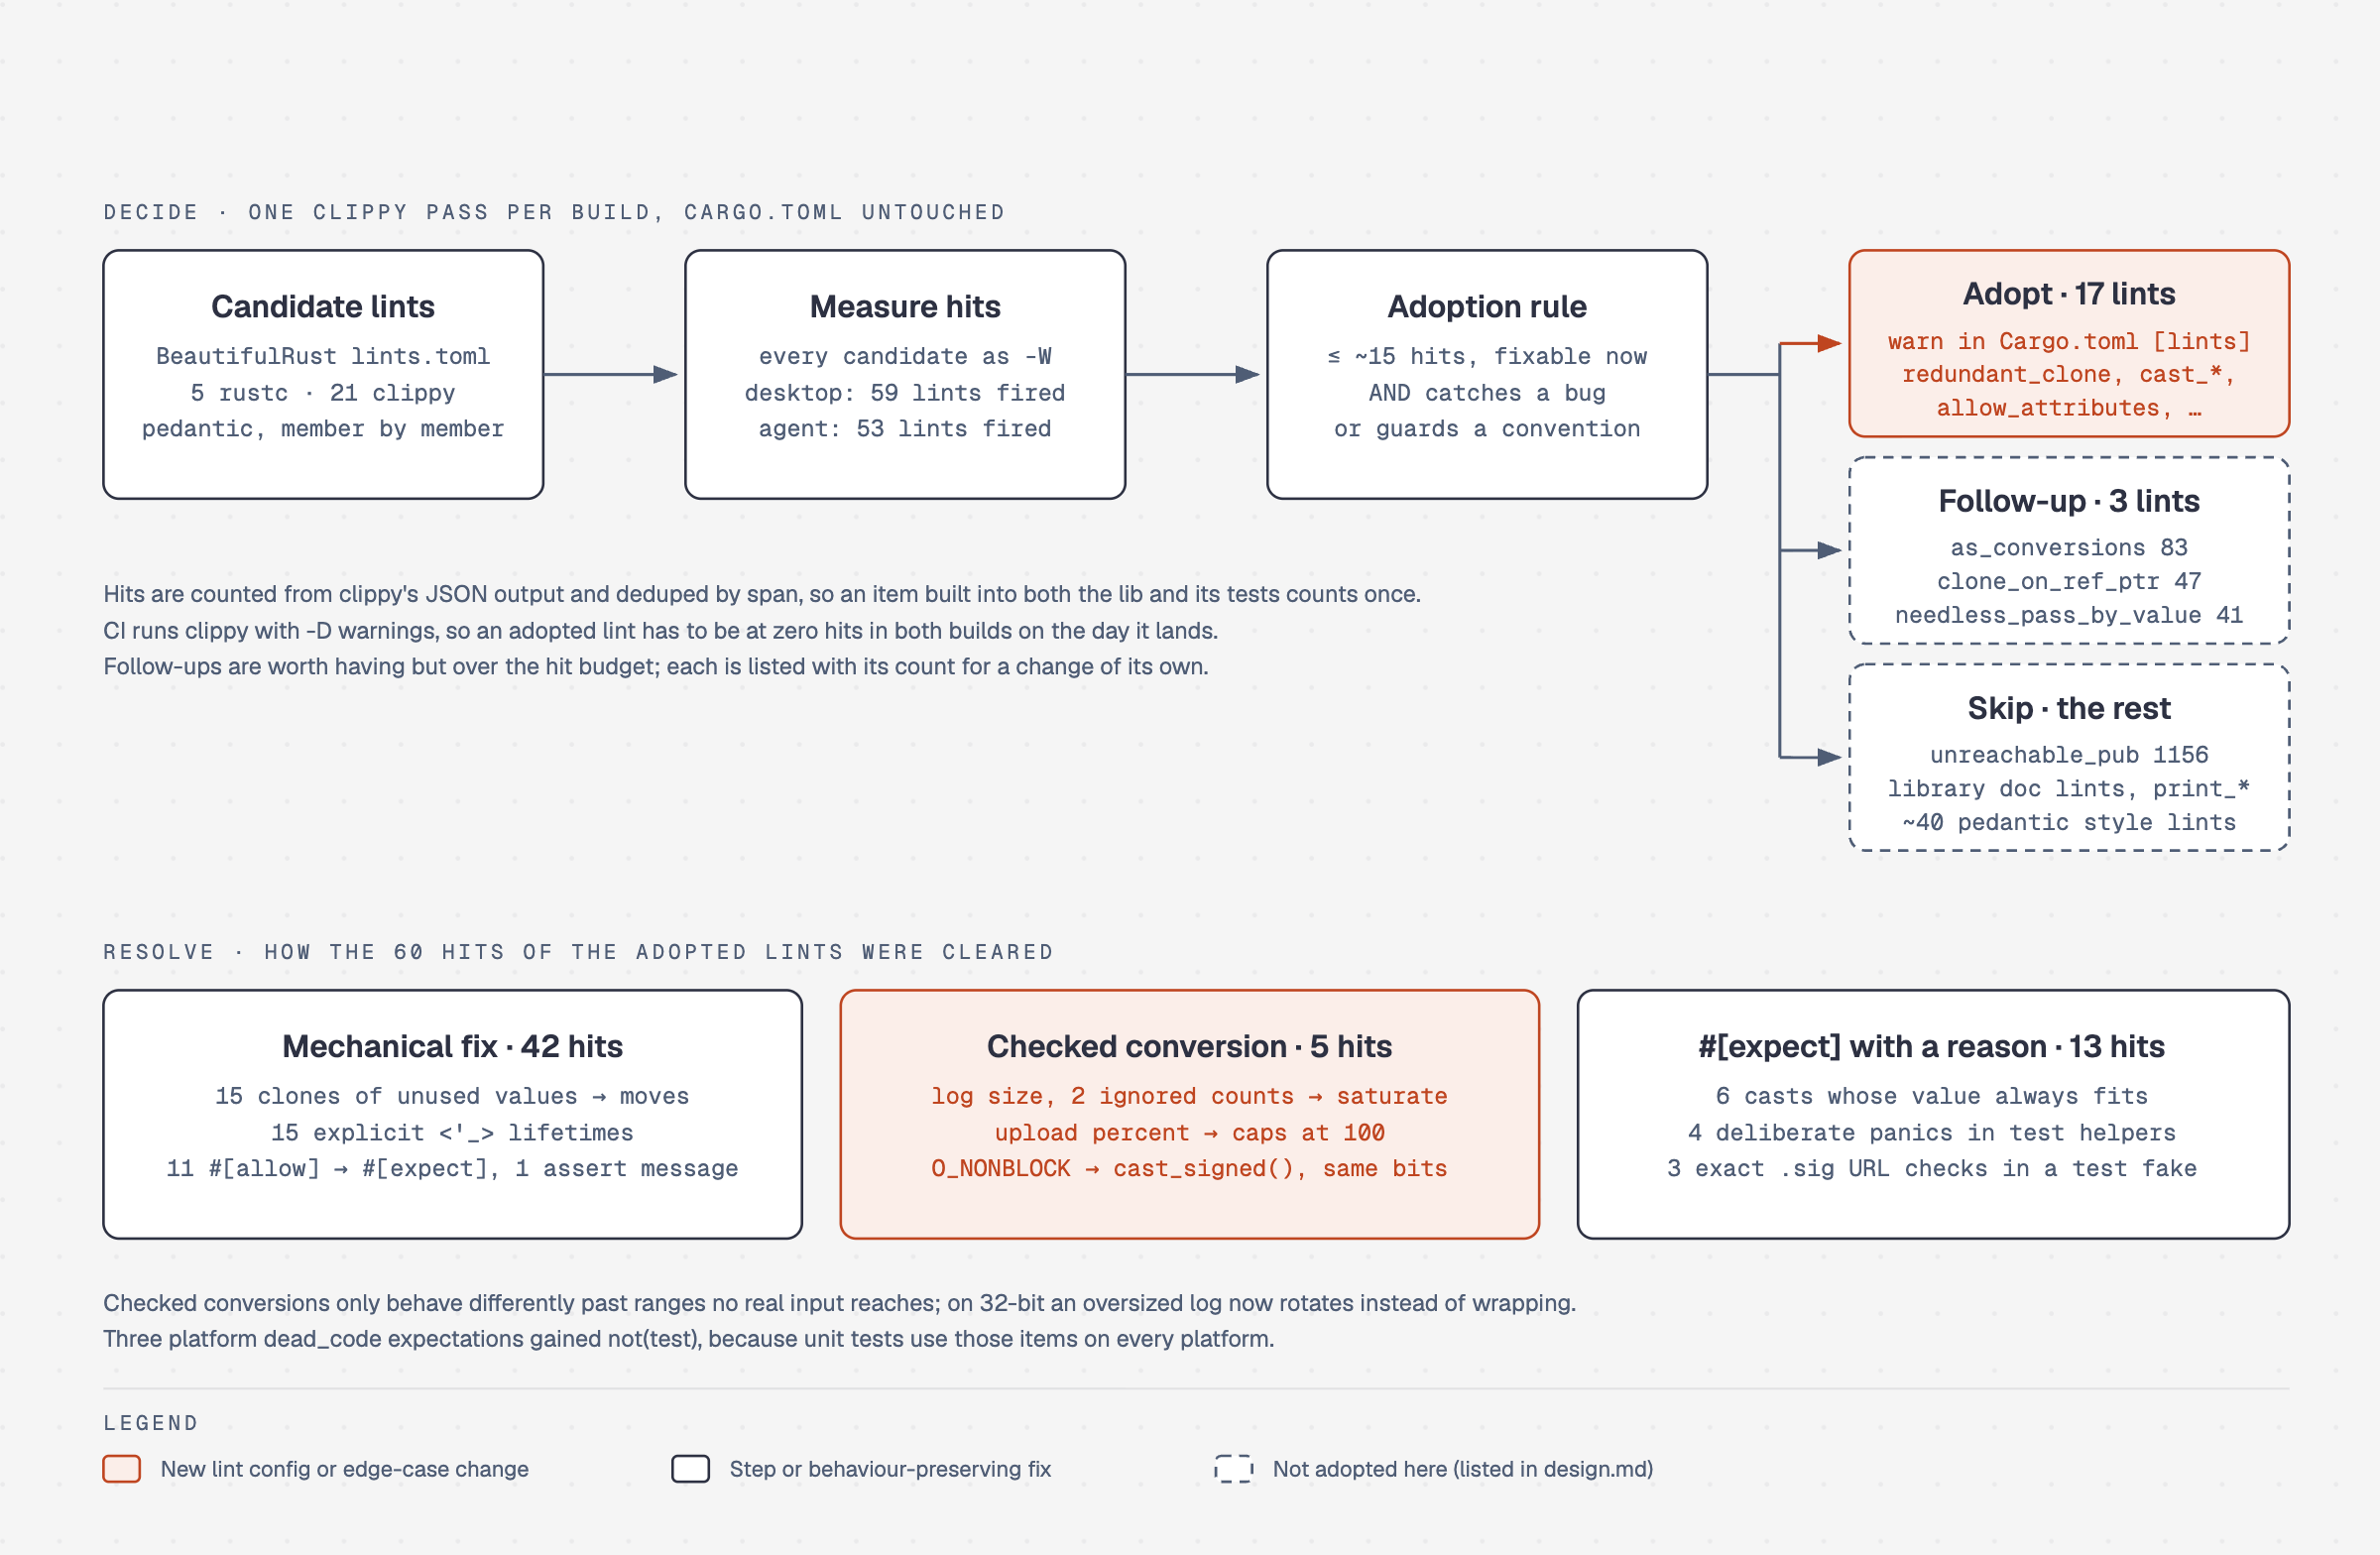 DECIDE · ONE CLIPPY PASS PER BUILD, CARGO.TOML UNTOUCHED
Candidate lints
BeautifulRust lints.toml
5 rustc · 21 clippy
pedantic, member by member
Measure hits
every candidate as -W
desktop: 59 lints fired
agent: 53 lints fired
Adoption rule
≤ ~15 hits, fixable now
AND catches a bug
or guards a convention
Adopt · 17 lints
warn in Cargo.toml [lints]
redundant_clone, cast_*,
allow_attributes, …
Follow-up · 3 lints
as_conversions 83
clone_on_ref_ptr 47
needless_pass_by_value 41
Skip · the rest
unreachable_pub 1156
library doc lints, print_*
~40 pedantic style lints
Hits are counted from clippy's JSON output and deduped by span, so an item built into both the lib and its tests counts once.
CI runs clippy with -D warnings, so an adopted lint has to be at zero hits in both builds on the day it lands.
Follow-ups are worth having but over the hit budget; each is listed with its count for a change of its own.
RESOLVE · HOW THE 60 HITS OF THE ADOPTED LINTS WERE CLEARED
Mechanical fix · 42 hits
15 clones of unused values → moves
15 explicit <'_> lifetimes
11 #[allow] → #[expect], 1 assert message
Checked conversion · 5 hits
log size, 2 ignored counts → saturate
upload percent → caps at 100
O_NONBLOCK → cast_signed(), same bits
#[expect] with a reason · 13 hits
6 casts whose value always fits
4 deliberate panics in test helpers
3 exact .sig URL checks in a test fake
Checked conversions only behave differently past ranges no real input reaches; on 32-bit an oversized log now rotates instead of wrapping.
Three platform dead_code expectations gained not(test), because unit tests use those items on every platform.
LEGEND
New lint config or edge-case change
Step or behaviour-preserving fix
Not adopted here (listed in design.md)